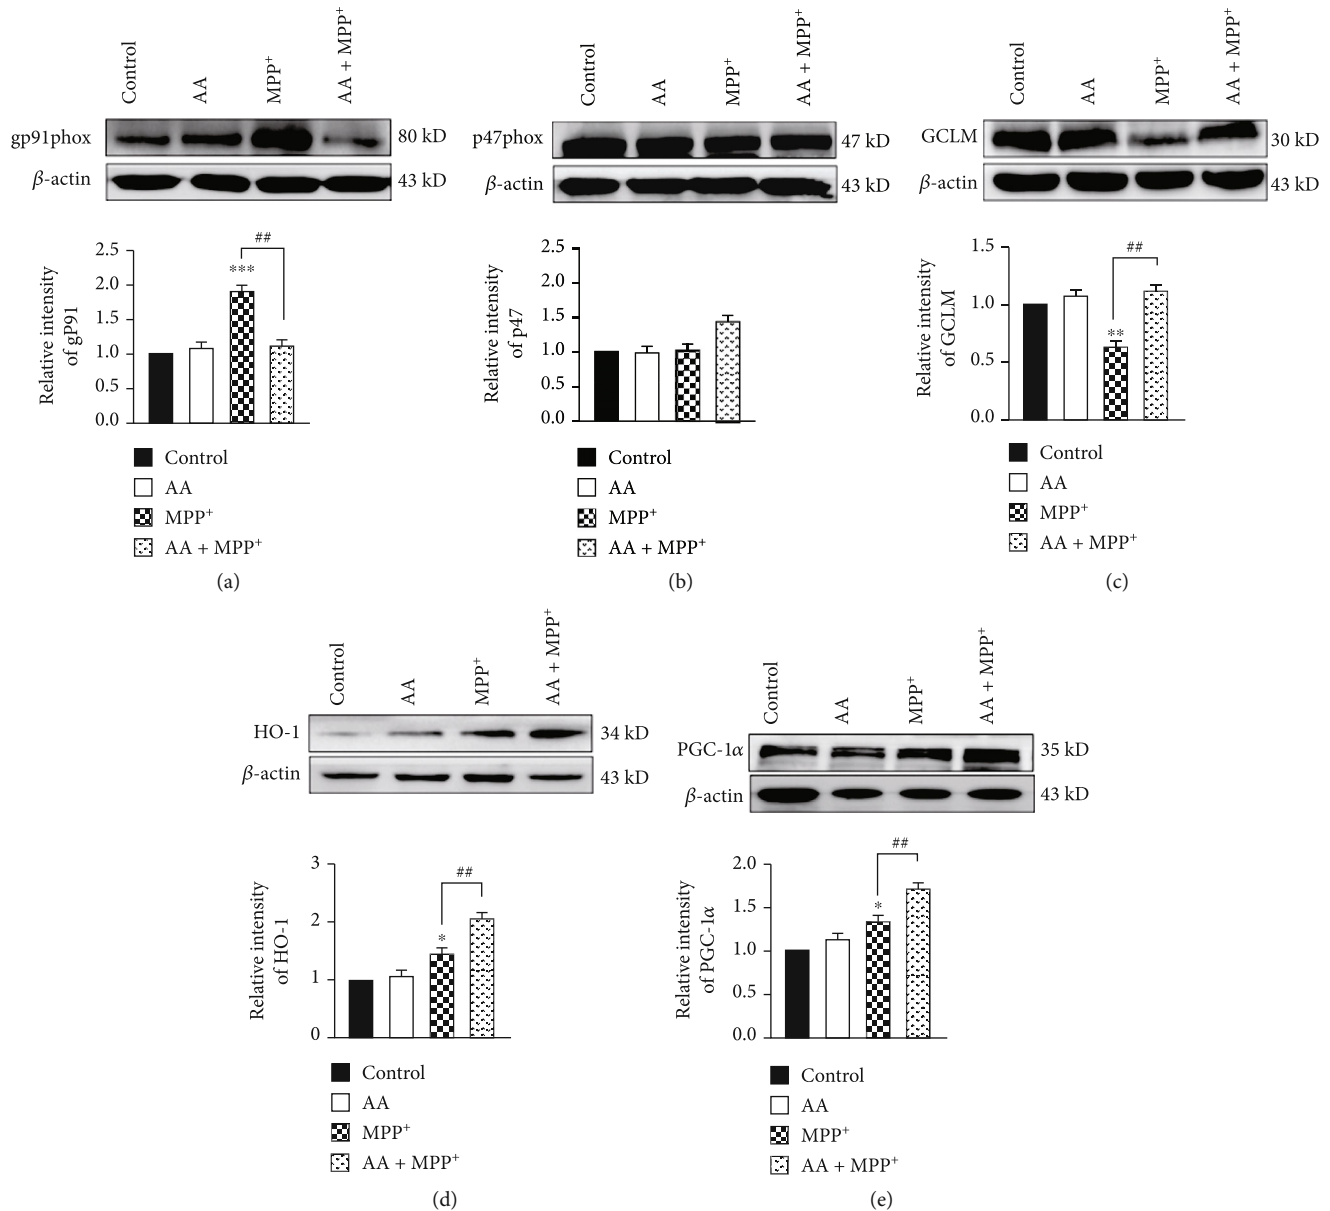 Control
AA
MPP⁺
AA + MPP⁺
gp91phox
80 kD
β-actin
43 kD
Relative intensity
of gP91
2.5
2.0
1.5
1.0
0.5
0.0
***
##
Control
AA
MPP⁺
AA + MPP⁺
(a)
Control
AA
MPP⁺
AA + MPP⁺
p47phox
47 kD
β-actin
43 kD
Relative intensity
of p47
2.5
2.0
1.5
1.0
0.5
0.0
Control
AA
MPP⁺
AA + MPP⁺
(b)
Control
AA
MPP⁺
AA + MPP⁺
GCLM
30 kD
β-actin
43 kD
Relative intensity
of GCLM
1.5
1.0
0.5
0.0
**
##
Control
AA
MPP⁺
AA + MPP⁺
(c)
Control
AA
MPP⁺
AA + MPP⁺
HO-1
34 kD
β-actin
43 kD
Relative intensity
of HO-1
3
2
1
0
*
##
Control
AA
MPP⁺
AA + MPP⁺
(d)
Control
AA
MPP⁺
AA + MPP⁺
PGC-1α
35 kD
β-actin
43 kD
Relative intensity
of PGC-1α
2.0
1.5
1.0
0.5
0.0
*
##
Control
AA
MPP⁺
AA + MPP⁺
(e)